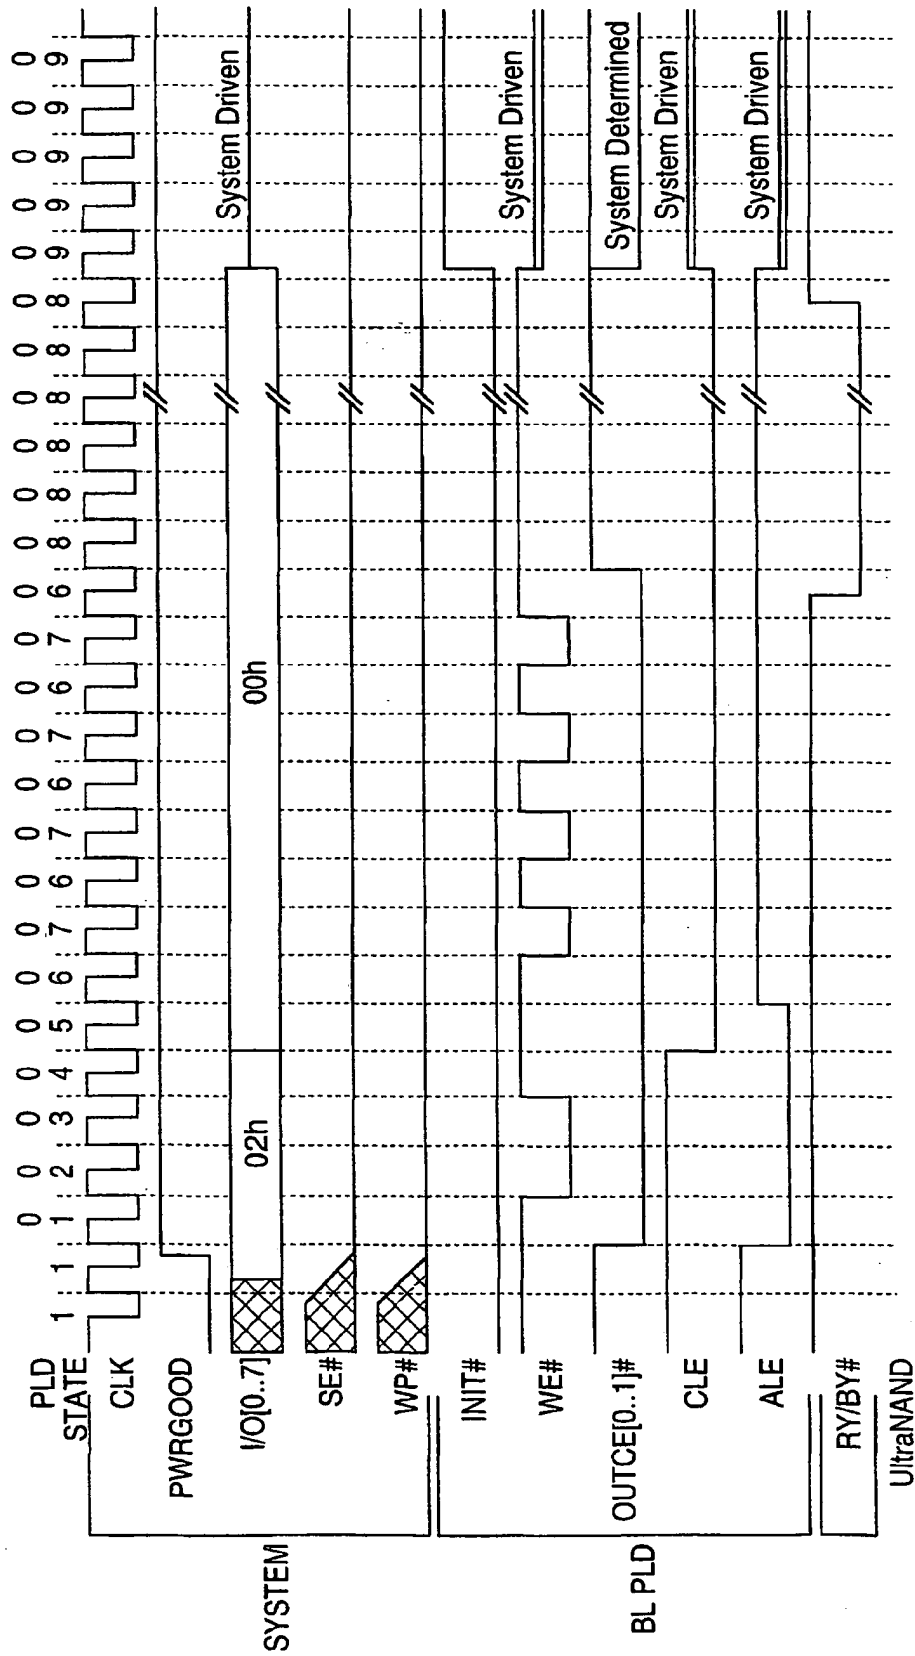 PLD 0 0 0 0 0 0 0 0 0 0 0 0 0 0 0 0 0 0 0 0 0 0 0 0 0
STATE 1 1 1 2 3 4 5 6 7 6 7 6 7 6 7 6 8 8 8 8 8 8 9 9 9 9 9
CLK
PWRGOOD
System Driven
I/O[0..7] 02h 00h
SE#
WP#
SYSTEM
INIT#
System Driven
WE#
System Determined
OUTCE[0..1]#
System Driven
CLE
System Driven
ALE
BL PLD
RY/BY#
UltraNAND